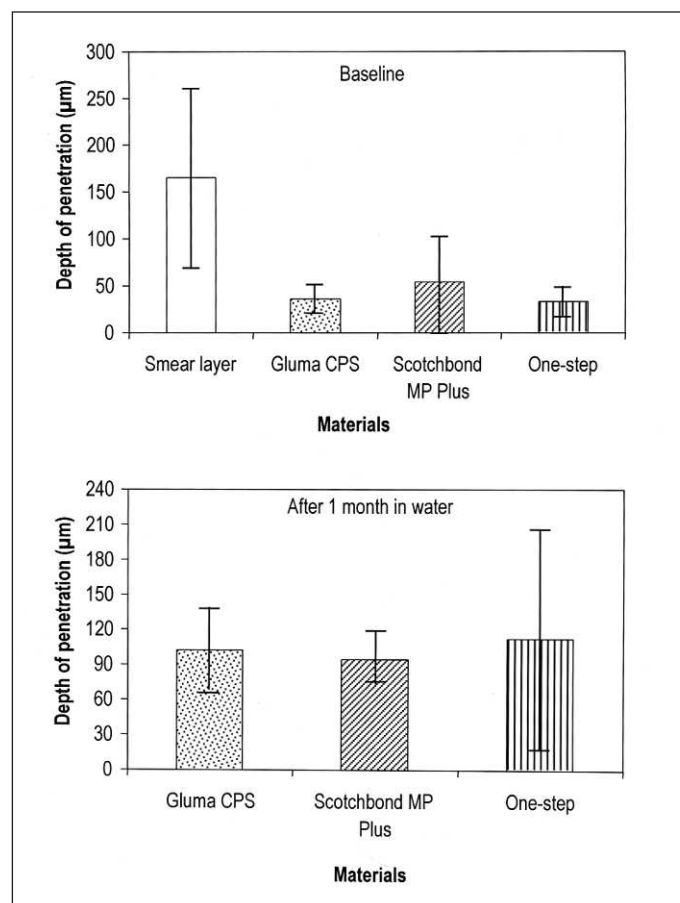 Baseline
Depth of penetration (µm)
300
250
200
150
100
50
0
Smear layer
Gluma CPS
Scotchbond
MP Plus
One-step
Materials
After 1 month in water
Depth of penetration (µm)
240
210
180
150
120
90
60
30
0
Gluma CPS
Scotchbond MP
Plus
One-step
Materials